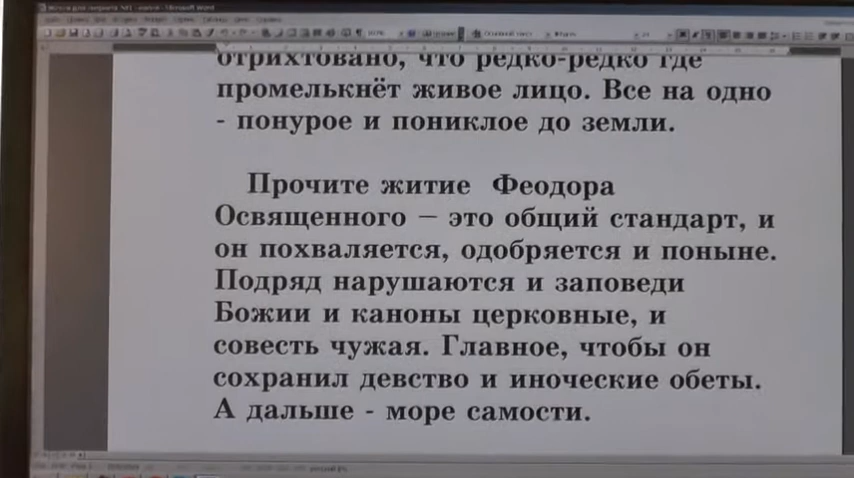 отрихтовано, что редко-редко где
промелькнёт живое лицо. Все на одно
- понурое и пониклое до земли.
Прочите житие Феодора
Освященного – это общий стандарт, и
он похваляется, одобряется и поныне.
Подряд нарушаются и заповеди
Божии и каноны церковные, и
совесть чужая. Главное, чтобы он
сохранил девство и иноческие обеты.
А дальше - море самости.